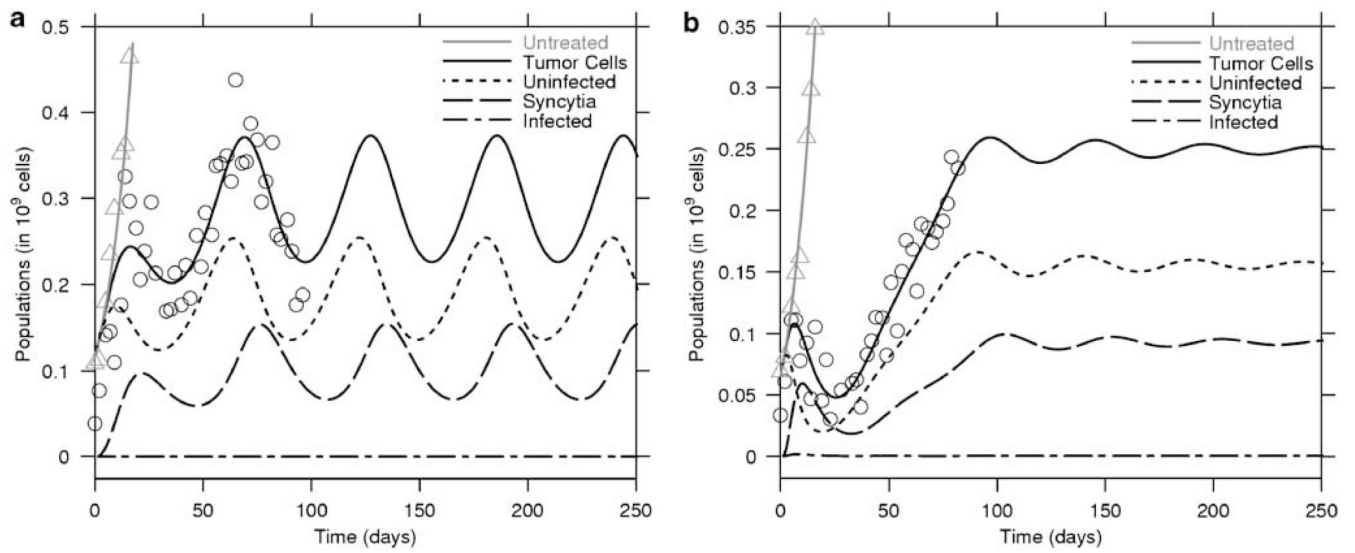 a
Populations (in 10⁹ cells)
0.5
0.4
0.3
0.2
0.1
0
Untreated
Tumor Cells
Uninfected
Syncytia
Infected
0 50 100 150 200 250
Time (days)
b
Populations (in 10⁹ cells)
0.35
0.3
0.25
0.2
0.15
0.1
0.05
0
Untreated
Tumor Cells
Uninfected
Syncytia
Infected
0 50 100 150 200 250
Time (days)